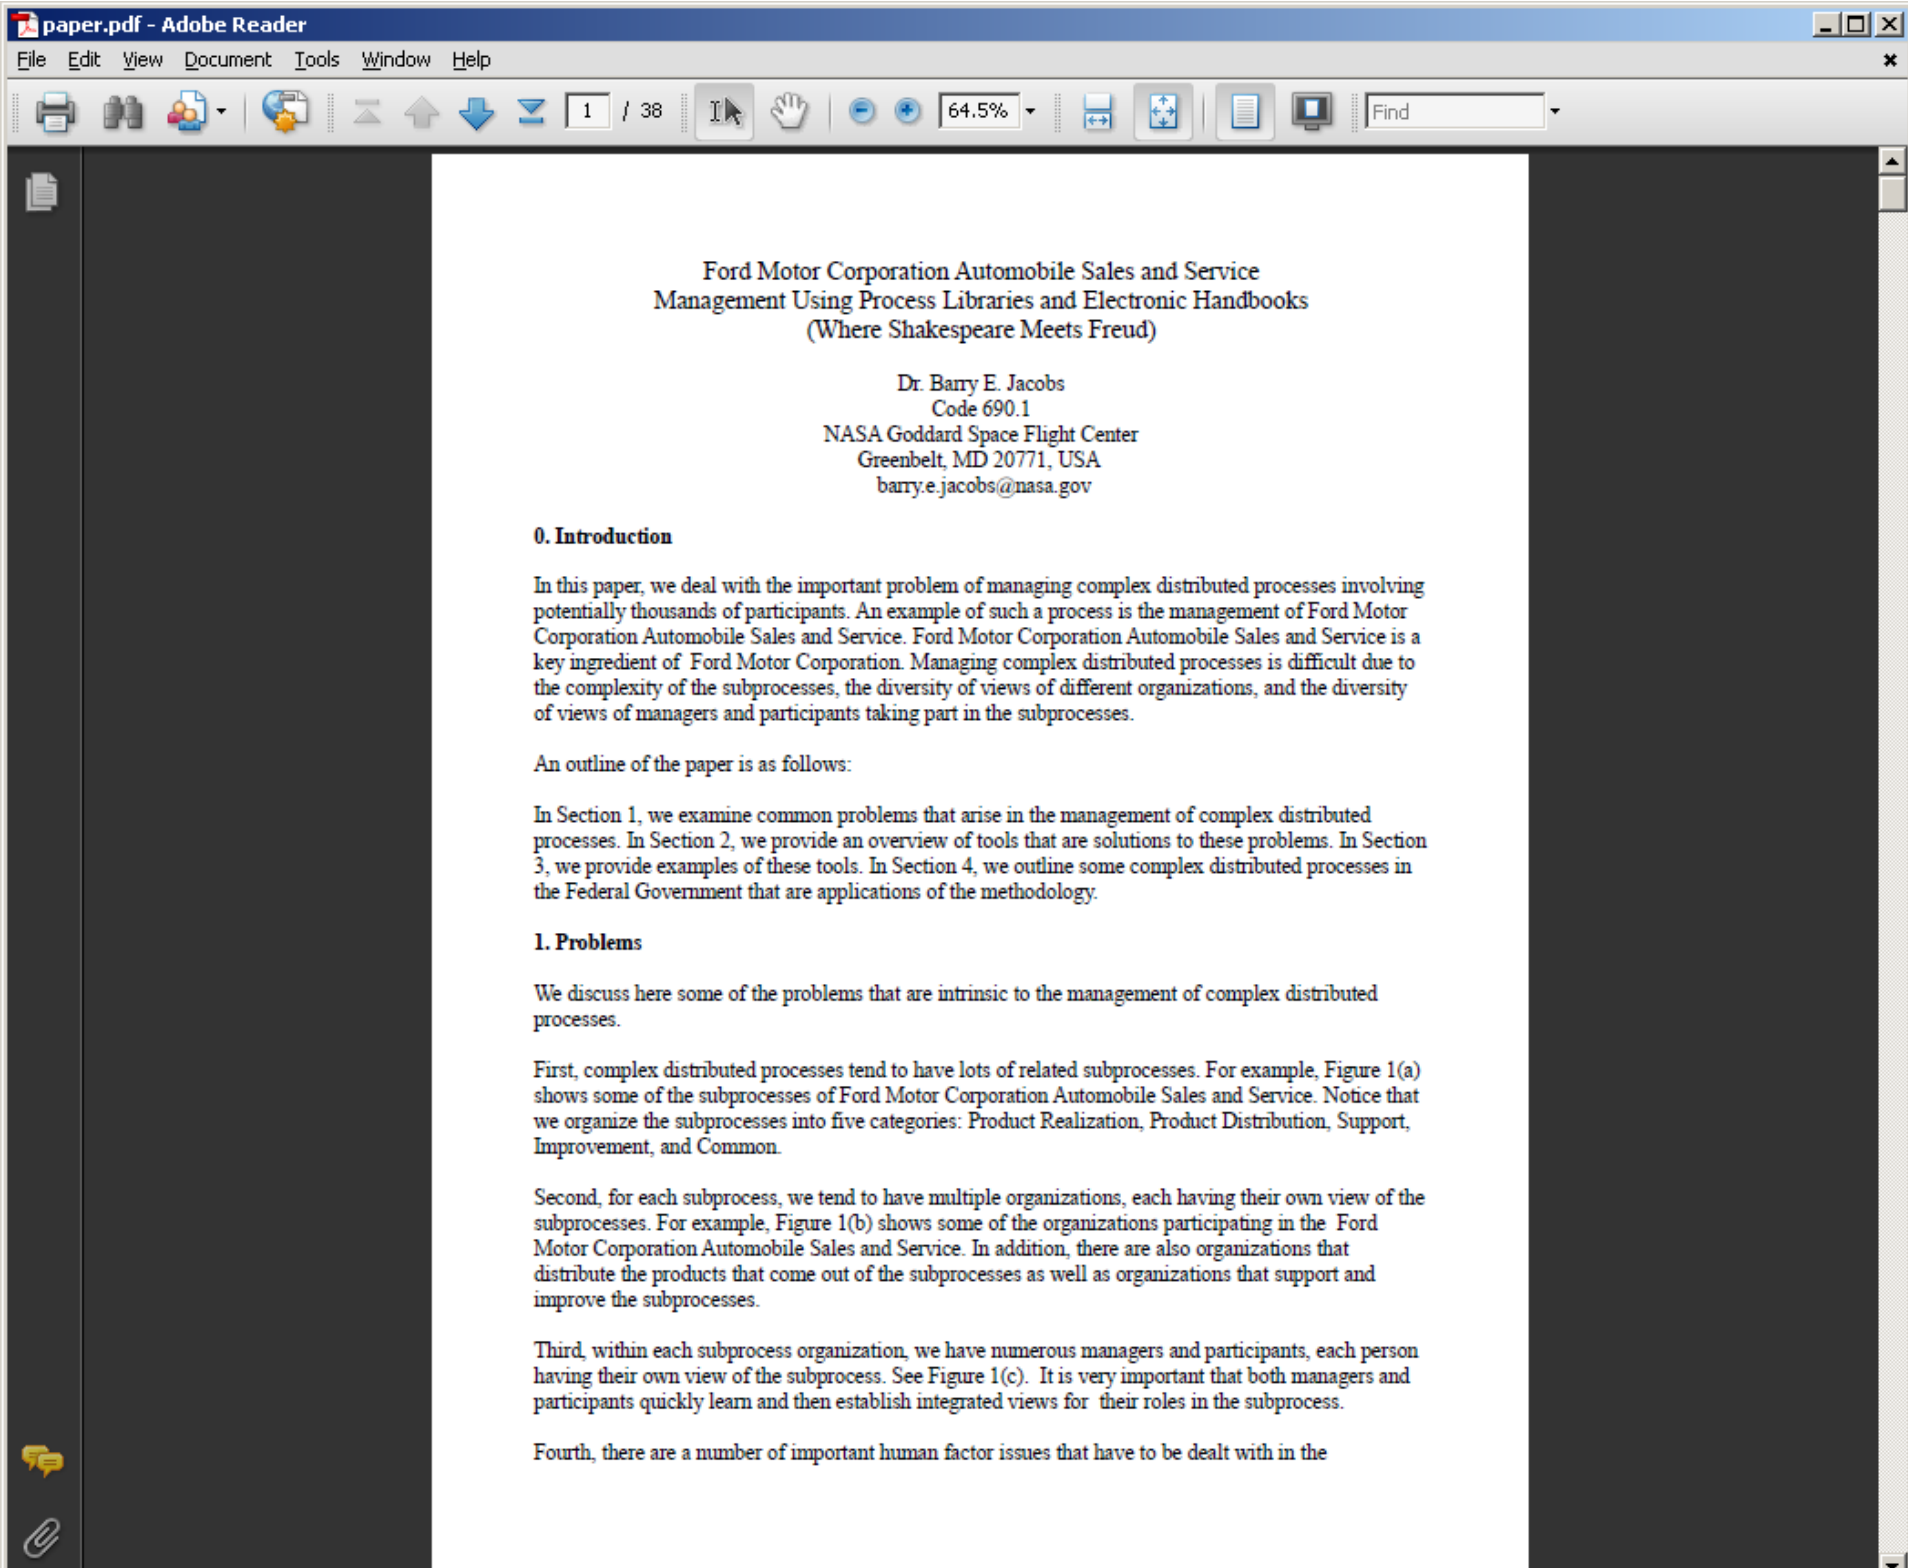 paper.pdf - Adobe Reader
File Edit View Document Tools Window Help
1 / 38 64.5% Find
Ford Motor Corporation Automobile Sales and Service
Management Using Process Libraries and Electronic Handbooks
(Where Shakespeare Meets Freud)
Dr. Barry E. Jacobs
Code 690.1
NASA Goddard Space Flight Center
Greenbelt, MD 20771, USA
barry.e.jacobs@nasa.gov
0. Introduction
In this paper, we deal with the important problem of managing complex distributed processes involving
potentially thousands of participants. An example of such a process is the management of Ford Motor
Corporation Automobile Sales and Service. Ford Motor Corporation Automobile Sales and Service is a
key ingredient of  Ford Motor Corporation. Managing complex distributed processes is difficult due to
the complexity of the subprocesses, the diversity of views of different organizations, and the diversity
of views of managers and participants taking part in the subprocesses.
An outline of the paper is as follows:
In Section 1, we examine common problems that arise in the management of complex distributed
processes. In Section 2, we provide an overview of tools that are solutions to these problems. In Section
3, we provide examples of these tools. In Section 4, we outline some complex distributed processes in
the Federal Government that are applications of the methodology.
1. Problems
We discuss here some of the problems that are intrinsic to the management of complex distributed
processes.
First, complex distributed processes tend to have lots of related subprocesses. For example, Figure 1(a)
shows some of the subprocesses of Ford Motor Corporation Automobile Sales and Service. Notice that
we organize the subprocesses into five categories: Product Realization, Product Distribution, Support,
Improvement, and Common.
Second, for each subprocess, we tend to have multiple organizations, each having their own view of the
subprocesses. For example, Figure 1(b) shows some of the organizations participating in the  Ford
Motor Corporation Automobile Sales and Service. In addition, there are also organizations that
distribute the products that come out of the subprocesses as well as organizations that support and
improve the subprocesses.
Third, within each subprocess organization, we have numerous managers and participants, each person
having their own view of the subprocess. See Figure 1(c).  It is very important that both managers and
participants quickly learn and then establish integrated views for  their roles in the subprocess.
Fourth, there are a number of important human factor issues that have to be dealt with in the